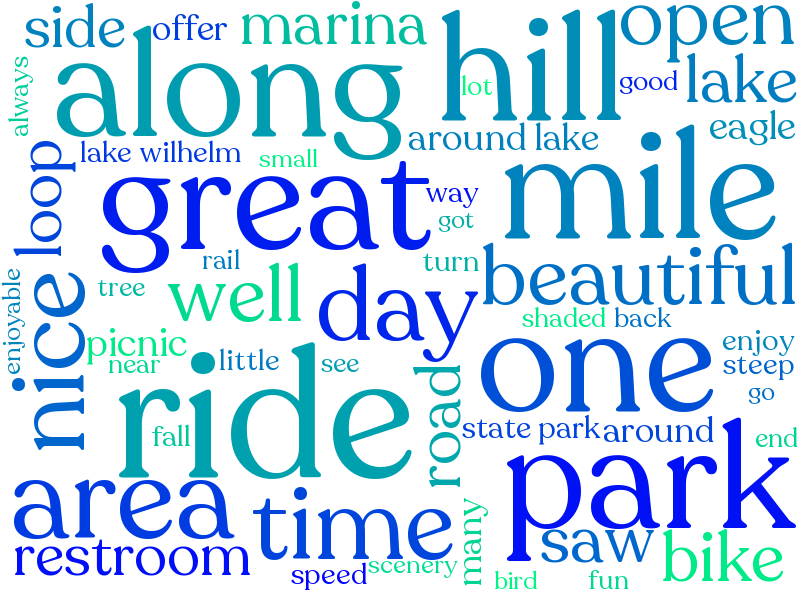 side
offer
marina
open
along
hill
lot
good
lake
always
around lake
eagle
lake wilhelm
small
loop
great
way
mile
got
rail
turn
beautiful
enjoyable
nice
tree
well
day
shaded
back
picnic
near
little
see
one
enjoy
steep
go
ride
fall
road
state park
around
end
area
time
park
restroom
speed
scenery
many
saw
bike
bird
fun